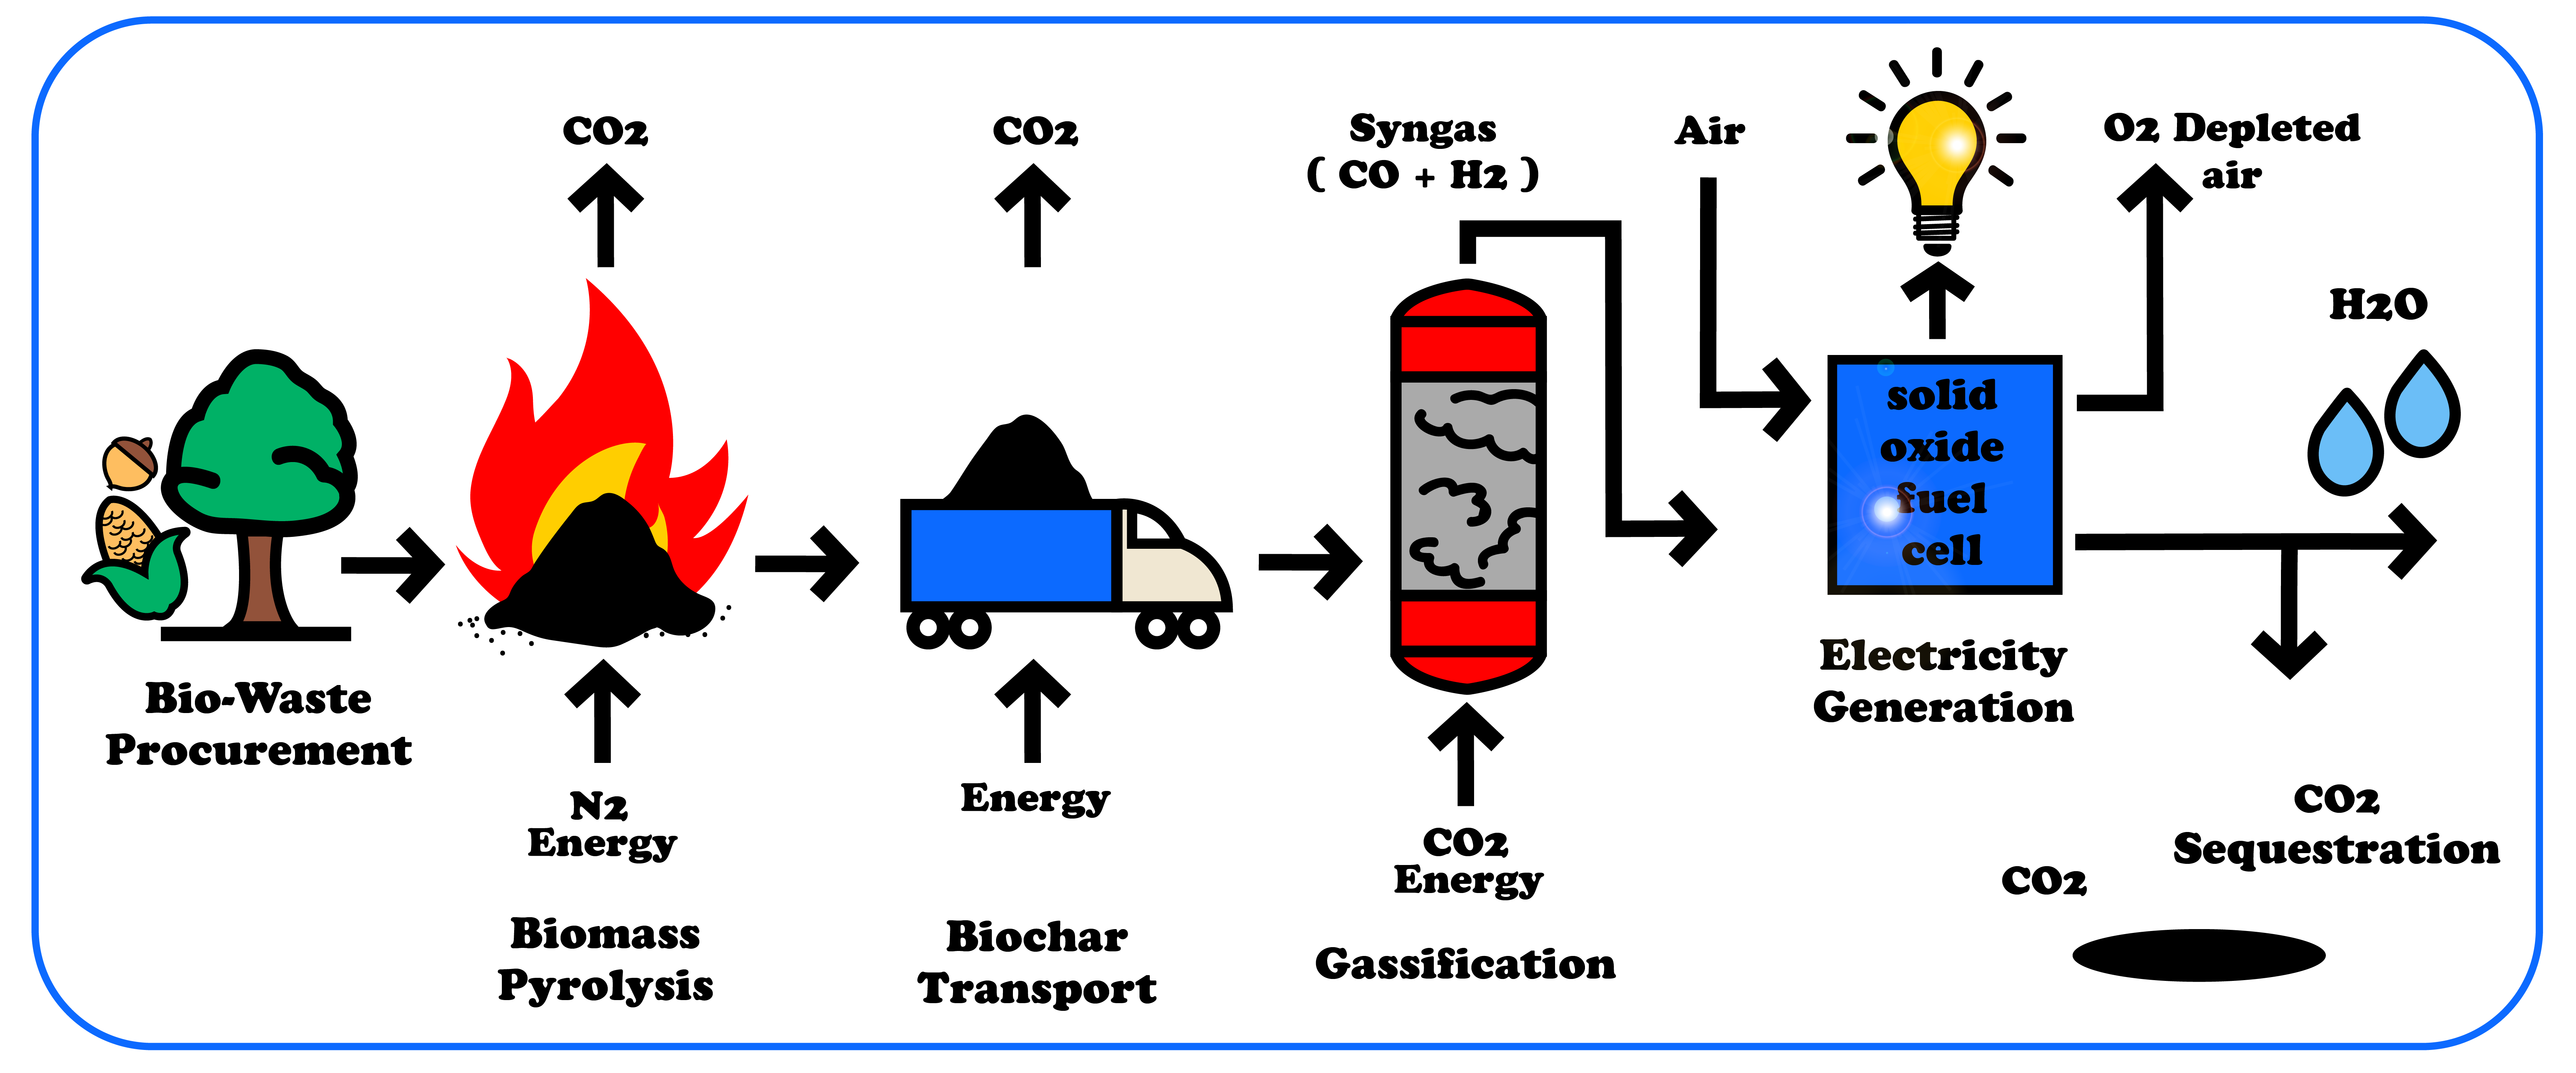 CO2
CO2
Syngas
( CO + H2 )
Air
O2 Depleted
air
H2O
solid
oxide
fuel
cell
Bio-Waste
Procurement
N2
Energy
Biomass
Pyrolysis
Energy
Biochar
Transport
CO2
Energy
Gassification
Electricity
Generation
CO2
Sequestration
CO2